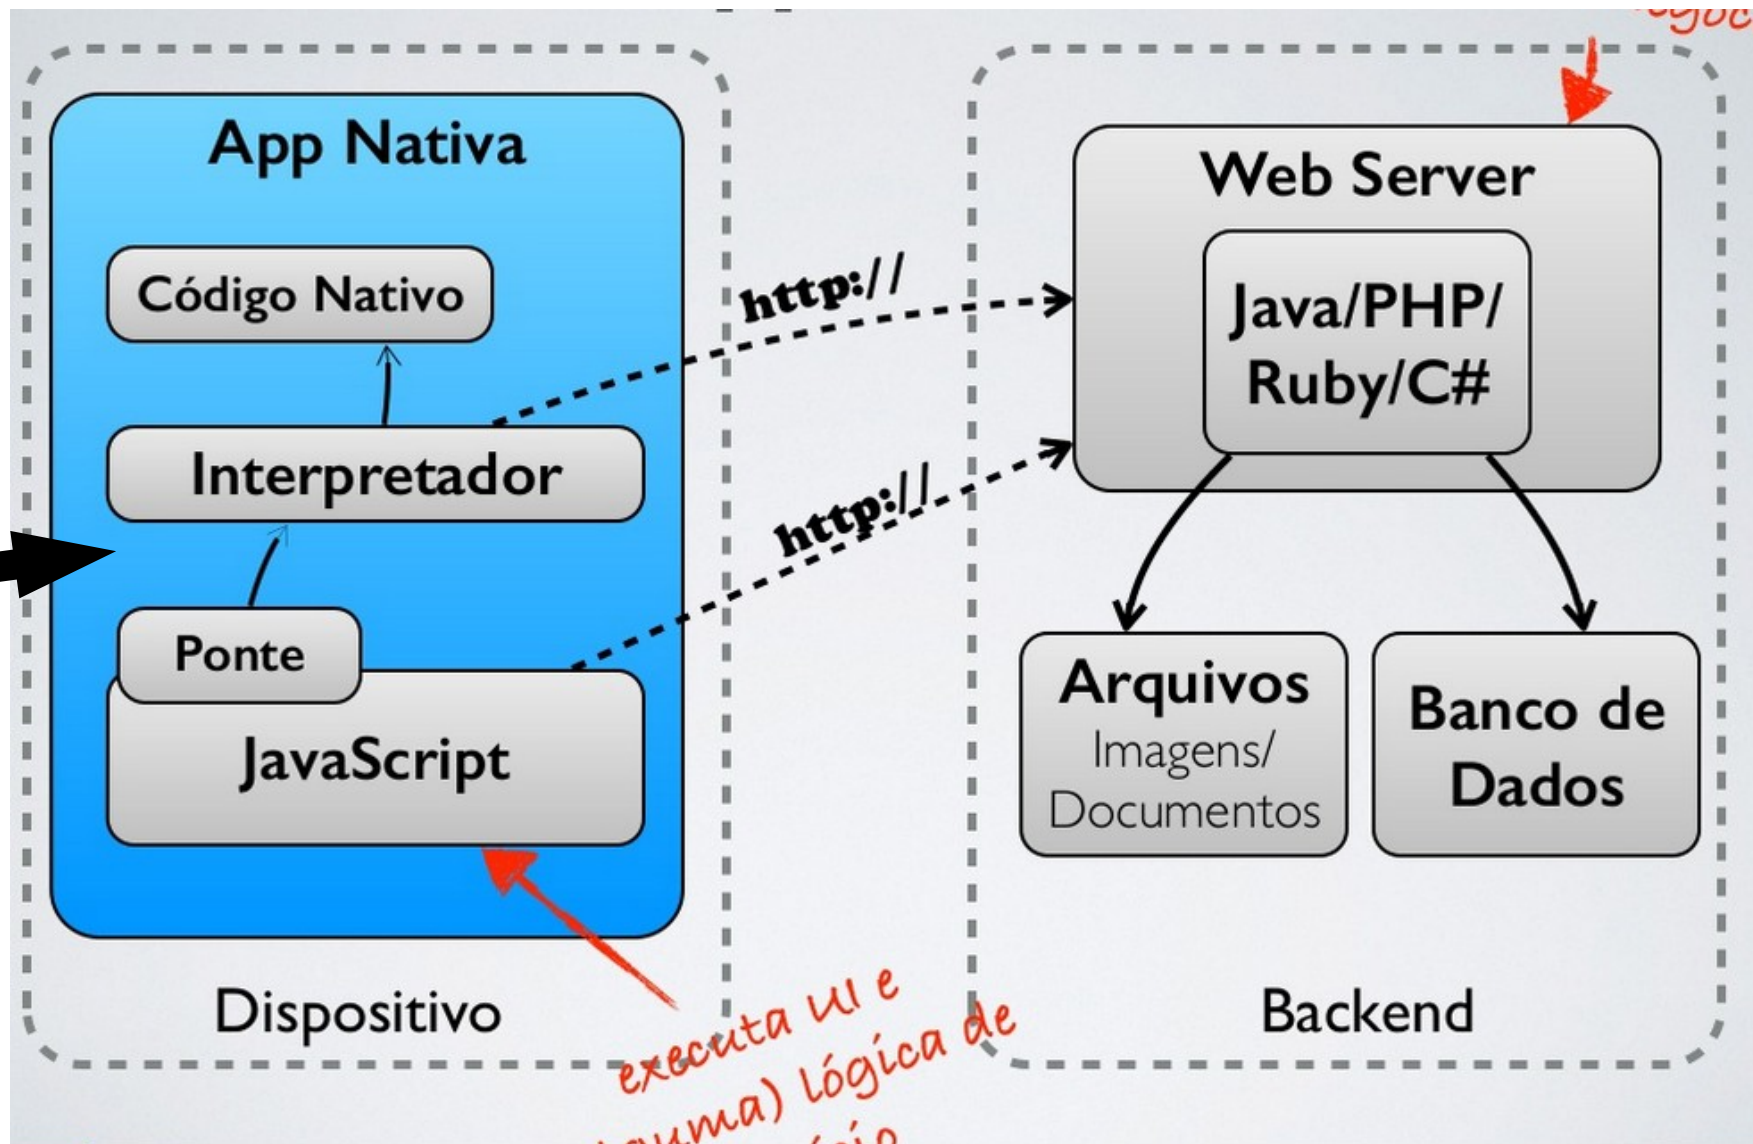 App Nativa
Código Nativo
Interpretador
Ponte
JavaScript
Dispositivo
http://
http://
Web Server
Java/PHP/
Ruby/C#
Arquivos
Imagens/
Documentos
Banco de
Dados
Backend
executa UI e
lógica de